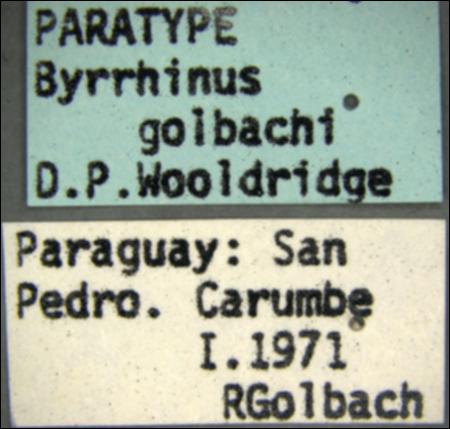 PARATYPE
Byrrhinus
golbachi
D.P.Wooldridge
Paraguay: San
Pedro. Carumbe
I.1971
RGolbach